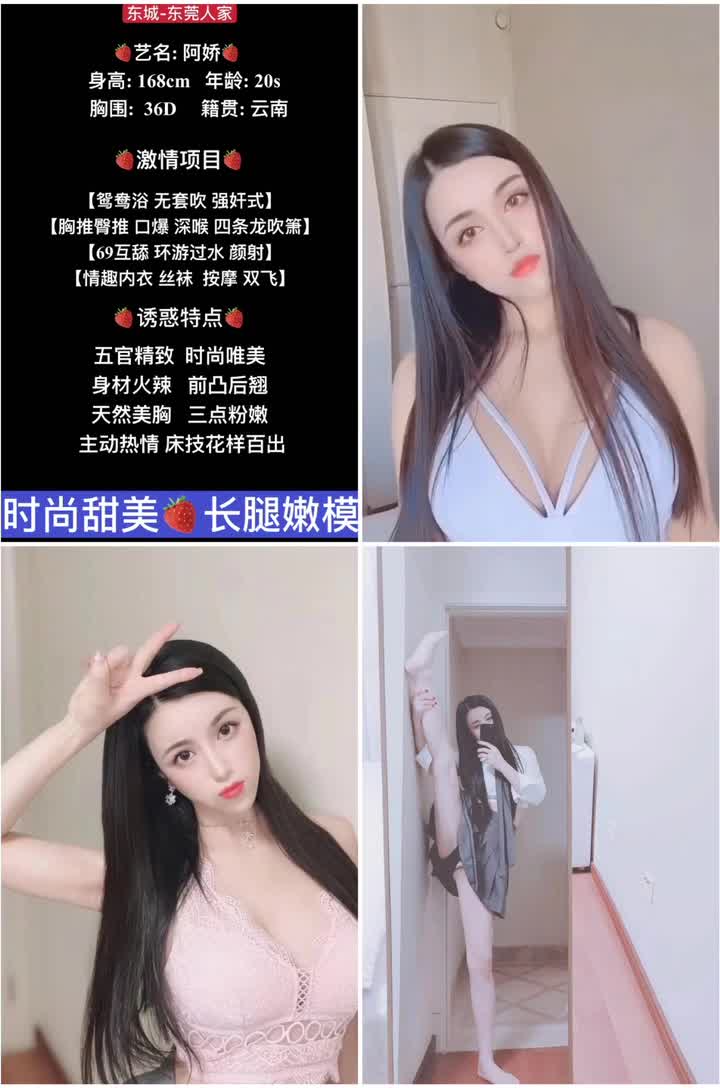 东城-东莞人家
🍓艺名: 阿娇🍓
身高: 168cm 年龄: 20s
胸围: 36D 籍贯: 云南
🍓激情项目🍓
【鸳鸯浴 无套吹 强奸式】
【胸推臀推 口爆 深喉 四条龙吹箫】
【69互舔 环游过水 颜射】
【情趣内衣 丝袜 按摩 双飞】
🍓诱惑特点🍓
五官精致 时尚唯美
身材火辣 前凸后翘
天然美胸 三点粉嫩
主动热情 床技花样百出
时尚甜美🍓长腿嫩模